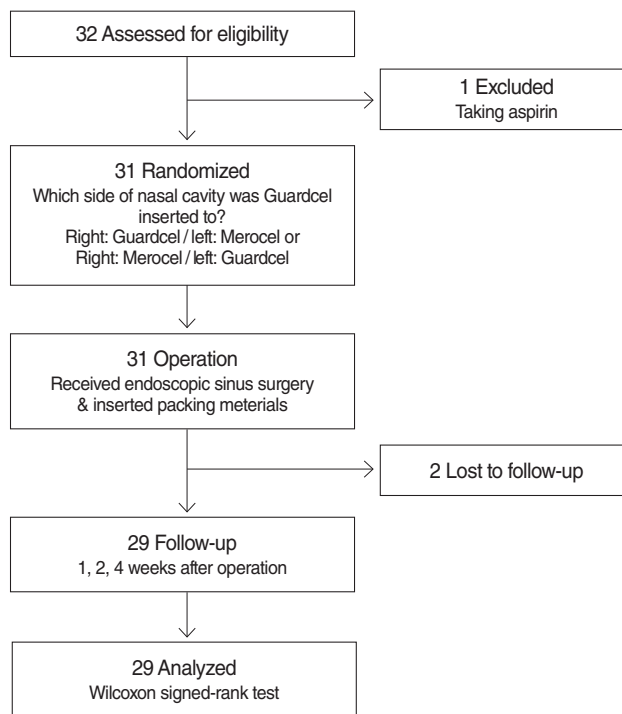 32 Assessed for eligibility
1 Excluded
Taking aspirin
31 Randomized
Which side of nasal cavity was Guardcel
inserted to?
Right: Guardcel / left: Merocel or
Right: Merocel / left: Guardcel
31 Operation
Received endoscopic sinus surgery
& inserted packing meterials
2 Lost to follow-up
29 Follow-up
1, 2, 4 weeks after operation
29 Analyzed
Wilcoxon signed-rank test